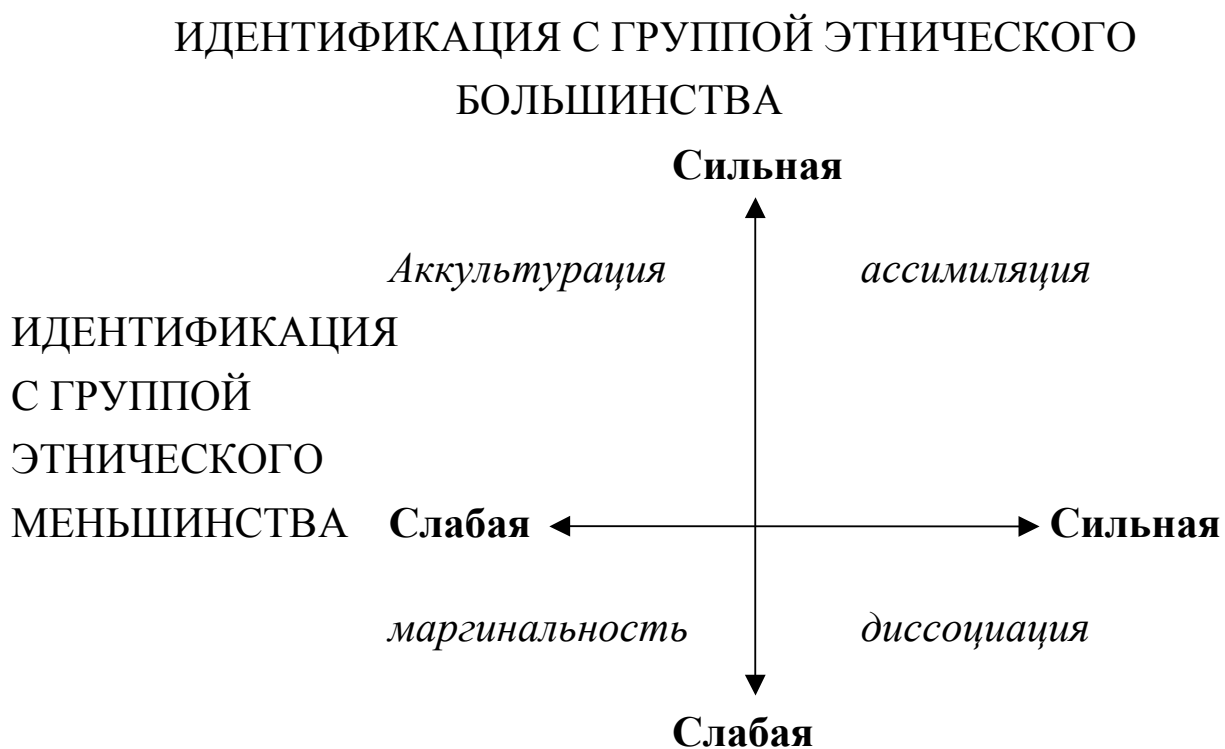 ИДЕНТИФИКАЦИЯ С ГРУППОЙ ЭТНИЧЕСКОГО
БОЛЬШИНСТВА
Сильная
Аккультурация ассимиляция
ИДЕНТИФИКАЦИЯ
С ГРУППОЙ
ЭТНИЧЕСКОГО
МЕНЬШИНСТВА Слабая Сильная
маргинальность диссоциация
Слабая